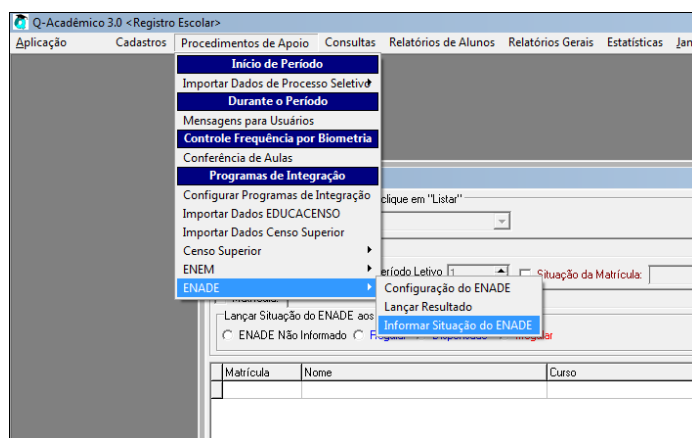 Q-Acadêmico 3.0 <Registro Escolar>
Aplicação Cadastros Procedimentos de Apoio Consultas Relatórios de Alunos Relatórios Gerais Estatísticas
Início de Período
Importar Dados de Processo Seletivo
Durante o Período
Mensagens para Usuários
Controle Frequência por Biometria
Conferência de Aulas
Programas de Integração
Configurar Programas de Integração
clique em "Listar"
Importar Dados EDUCACENSO
Importar Dados Censo Superior
Censo Superior
ENEM
eríodo Letivo 1 Situação da Matrícula:
ENADE
Configuração do ENADE
Lançar Resultado
Informar Situação do ENADE
Lançar Situação do ENADE aos
ENADE Não Informado
Matrícula Nome Curso